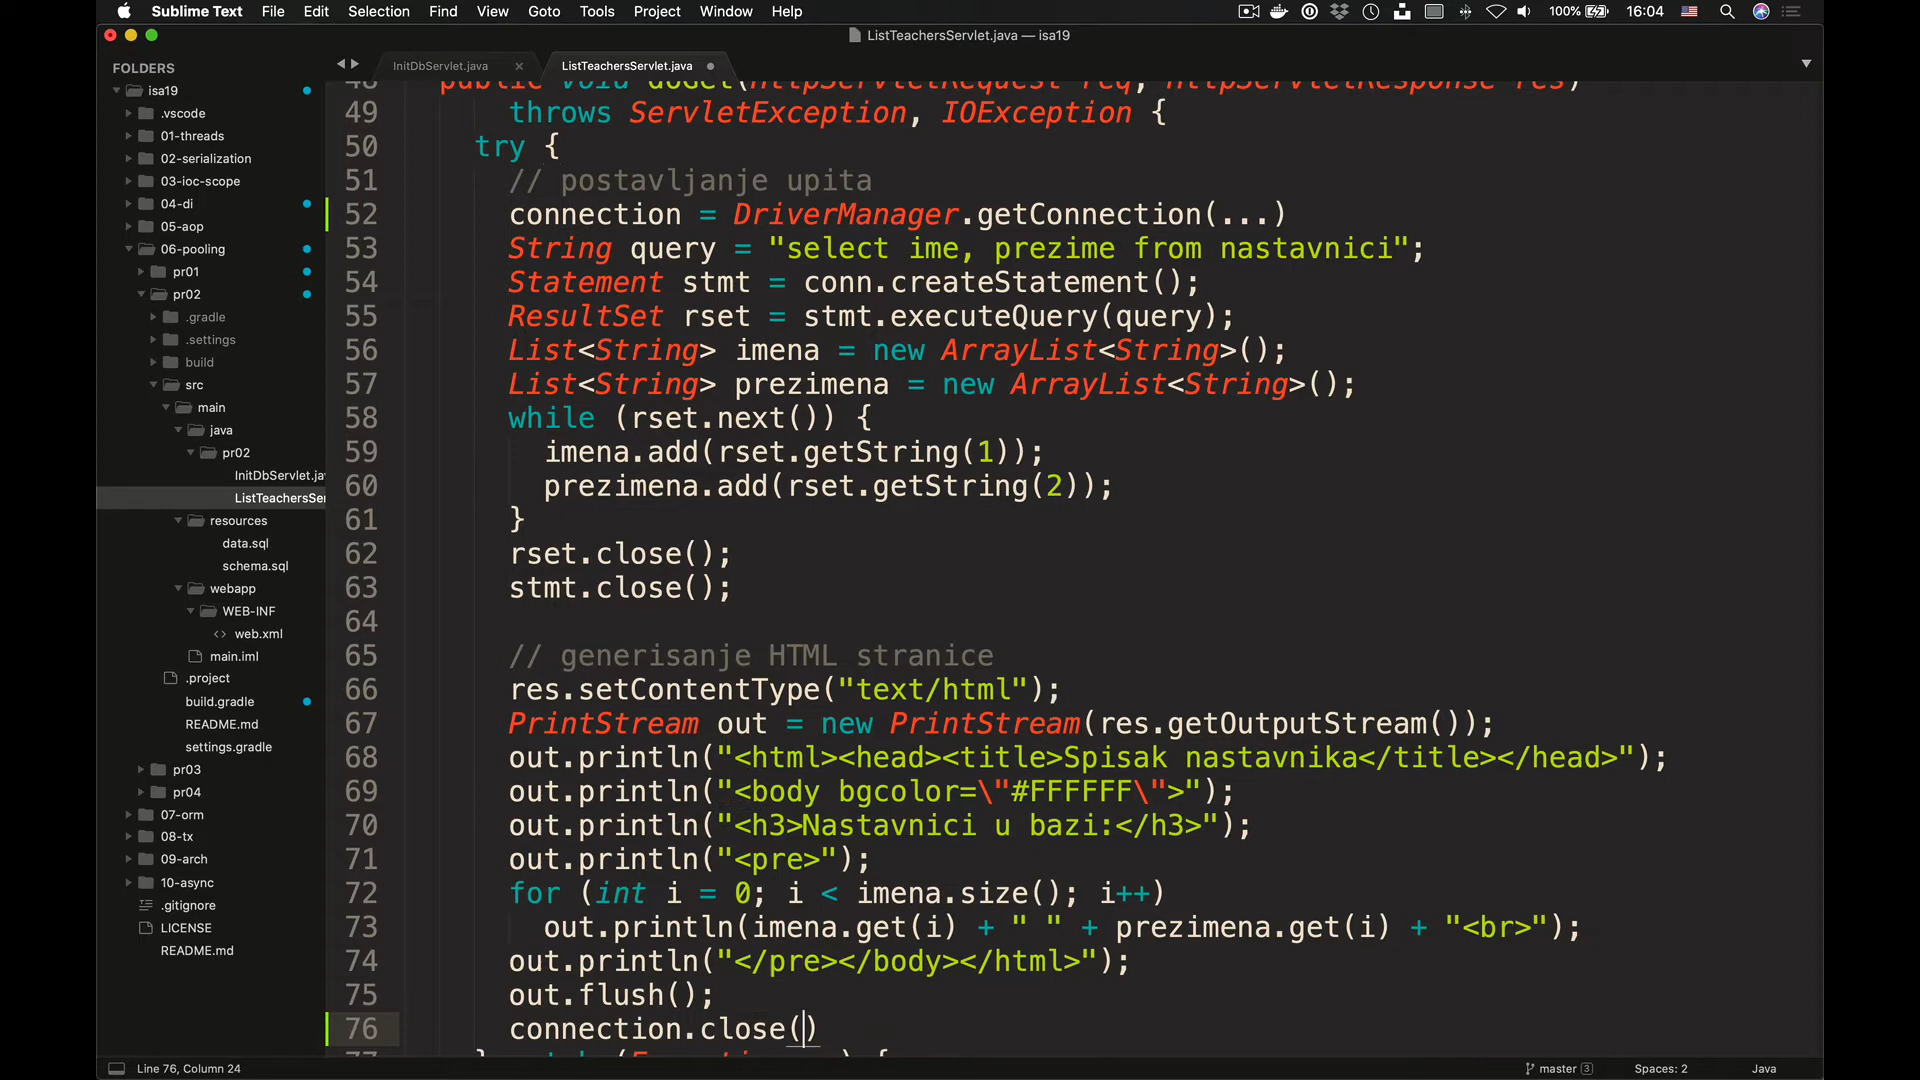 Sublime Text File Edit Selection Find View Goto Tools Project Window Help 100% 16:04
ListTeachersServlet.java — isa19
FOLDERS
isa19
.vscode
01-threads
02-serialization
03-ioc-scope
04-di
05-aop
06-pooling
pr01
pr02
.gradle
.settings
build
src
main
java
pr02
InitDbServlet.jav
ListTeachersSer
resources
data.sql
schema.sql
webapp
WEB-INF
<> web.xml
main.iml
.project
build.gradle
README.md
settings.gradle
pr03
pr04
07-orm
08-tx
09-arch
10-async
.gitignore
LICENSE
README.md
InitDbServlet.java × ListTeachersServlet.java
48 public void doGet(HttpServletRequest req, HttpServletResponse res)
49 throws ServletException, IOException {
50 try {
51 // postavljanje upita
52 connection = DriverManager.getConnection(...)
53 String query = "select ime, prezime from nastavnici";
54 Statement stmt = conn.createStatement();
55 ResultSet rset = stmt.executeQuery(query);
56 List<String> imena = new ArrayList<String>();
57 List<String> prezimena = new ArrayList<String>();
58 while (rset.next()) {
59 imena.add(rset.getString(1));
60 prezimena.add(rset.getString(2));
61 }
62 rset.close();
63 stmt.close();
64
65 // generisanje HTML stranice
66 res.setContentType("text/html");
67 PrintStream out = new PrintStream(res.getOutputStream());
68 out.println("<html><head><title>Spisak nastavnika</title></head>");
69 out.println("<body bgcolor=\"#FFFFFF\">");
70 out.println("<h3>Nastavnici u bazi:</h3>");
71 out.println("<pre>");
72 for (int i = 0; i < imena.size(); i++)
73 out.println(imena.get(i) + " " + prezimena.get(i) + "<br>");
74 out.println("</pre></body></html>");
75 out.flush();
76 connection.close()
Line 76, Column 24 master 3 Spaces: 2 Java